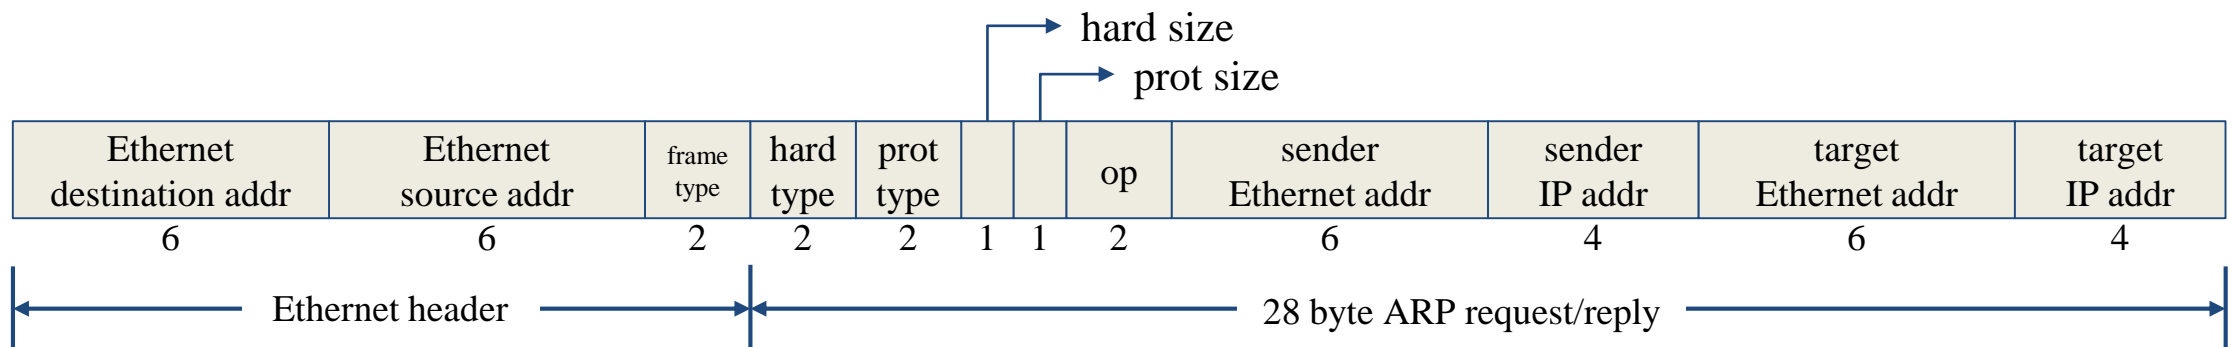 hard size
prot size
Ethernet
destination addr
Ethernet
source addr
frame
type
hard
type
prot
type
op
sender
Ethernet addr
sender
IP addr
target
Ethernet addr
target
IP addr
6 6 2 2 2 1 1 2 6 4 6 4
Ethernet header 28 byte ARP request/reply